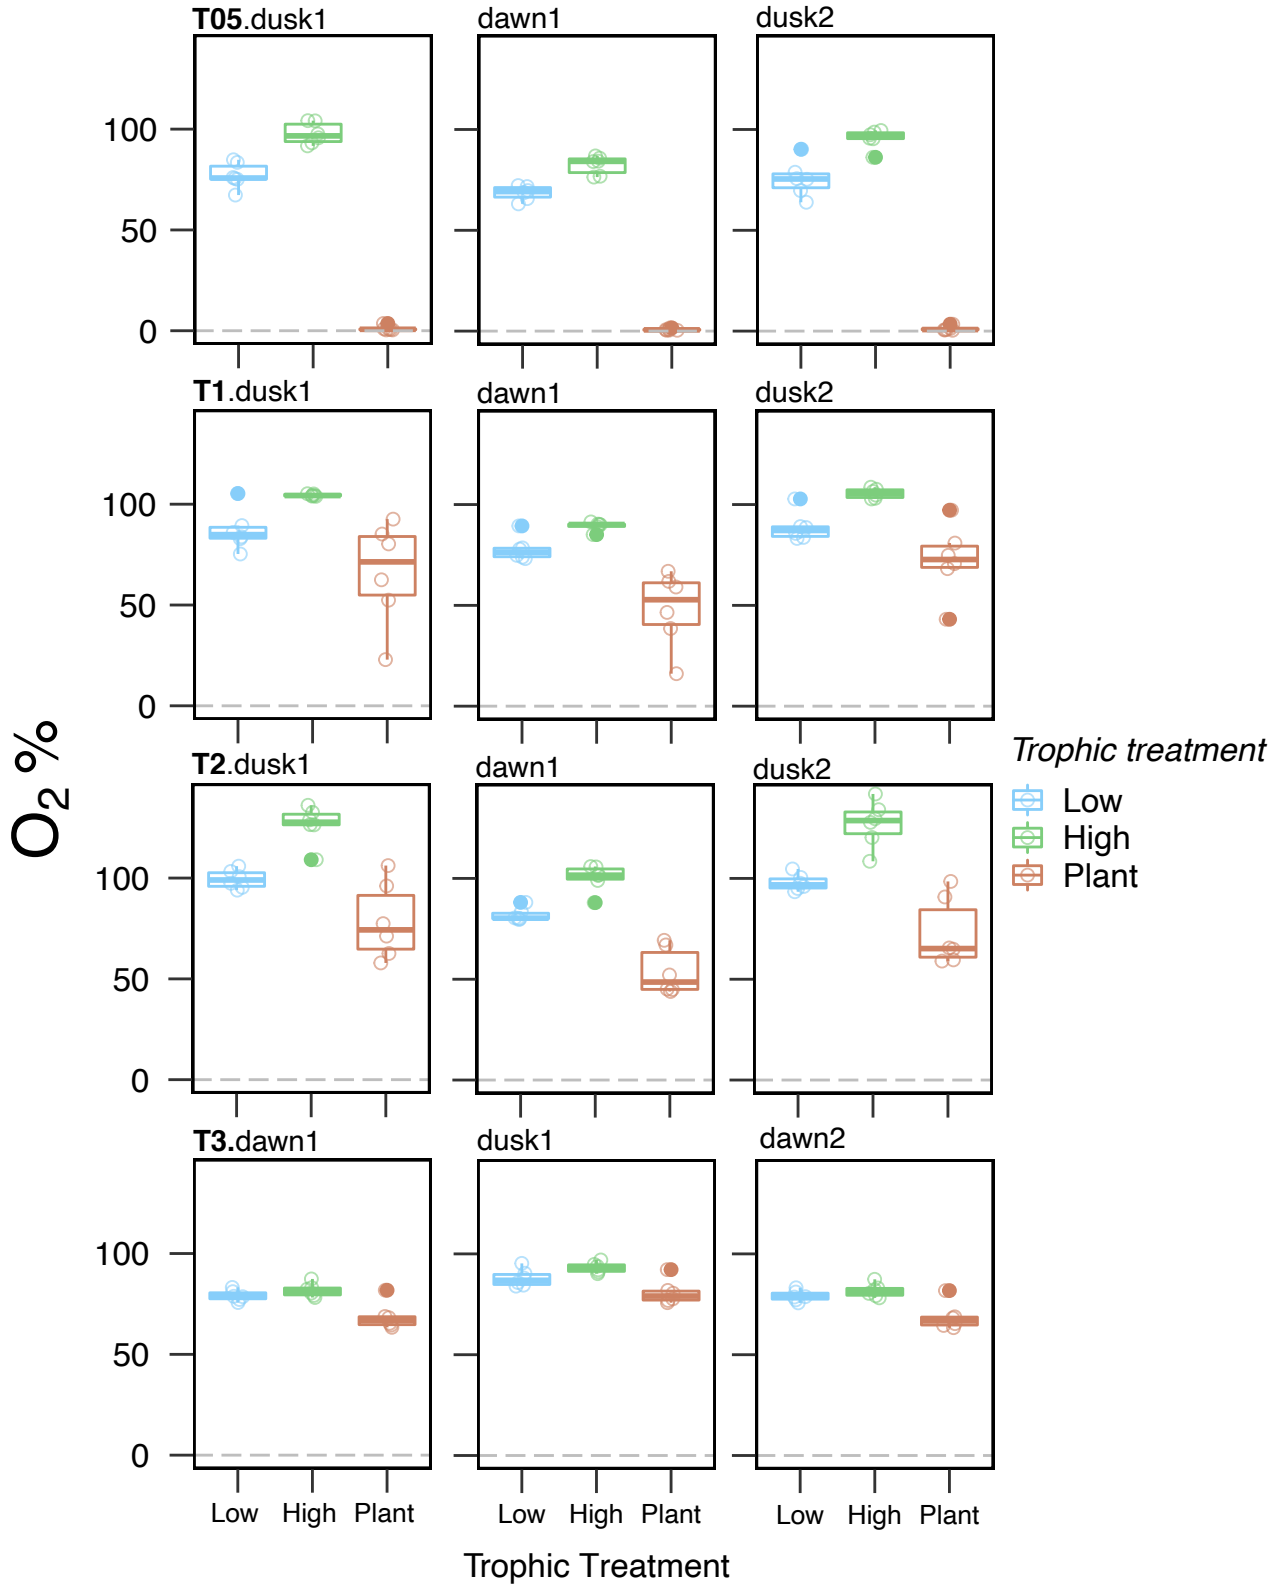 T05.dusk1 dawn1 dusk2
100
50
0
T1.dusk1 dawn1 dusk2
100
50
0
T2.dusk1 dawn1 dusk2
100
50
0
T3.dawn1 dusk1 dawn2
100
50
0
Low High Plant Low High Plant Low High Plant
Trophic Treatment
O₂ %
Trophic treatment
Low
High
Plant